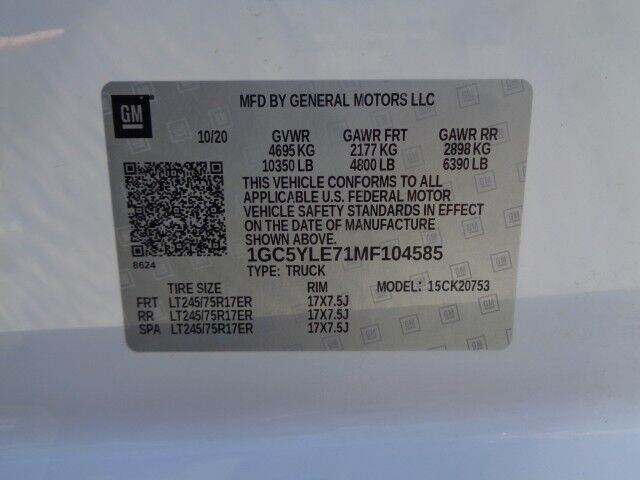 GM
MFD BY GENERAL MOTORS LLC
10/20 GVWR GAWR FRT GAWR RR
4695 KG 2177 KG 2898 KG
10350 LB 4800 LB 6390 LB
THIS VEHICLE CONFORMS TO ALL
APPLICABLE U.S. FEDERAL MOTOR
VEHICLE SAFETY STANDARDS IN EFFECT
ON THE DATE OF MANUFACTURE
SHOWN ABOVE.
8624
1GC5YLE71MF104585
TYPE: TRUCK
TIRE SIZE RIM MODEL: 15CK20753
FRT LT245/75R17ER 17X7.5J
RR LT245/75R17ER 17X7.5J
SPA LT245/75R17ER 17X7.5J